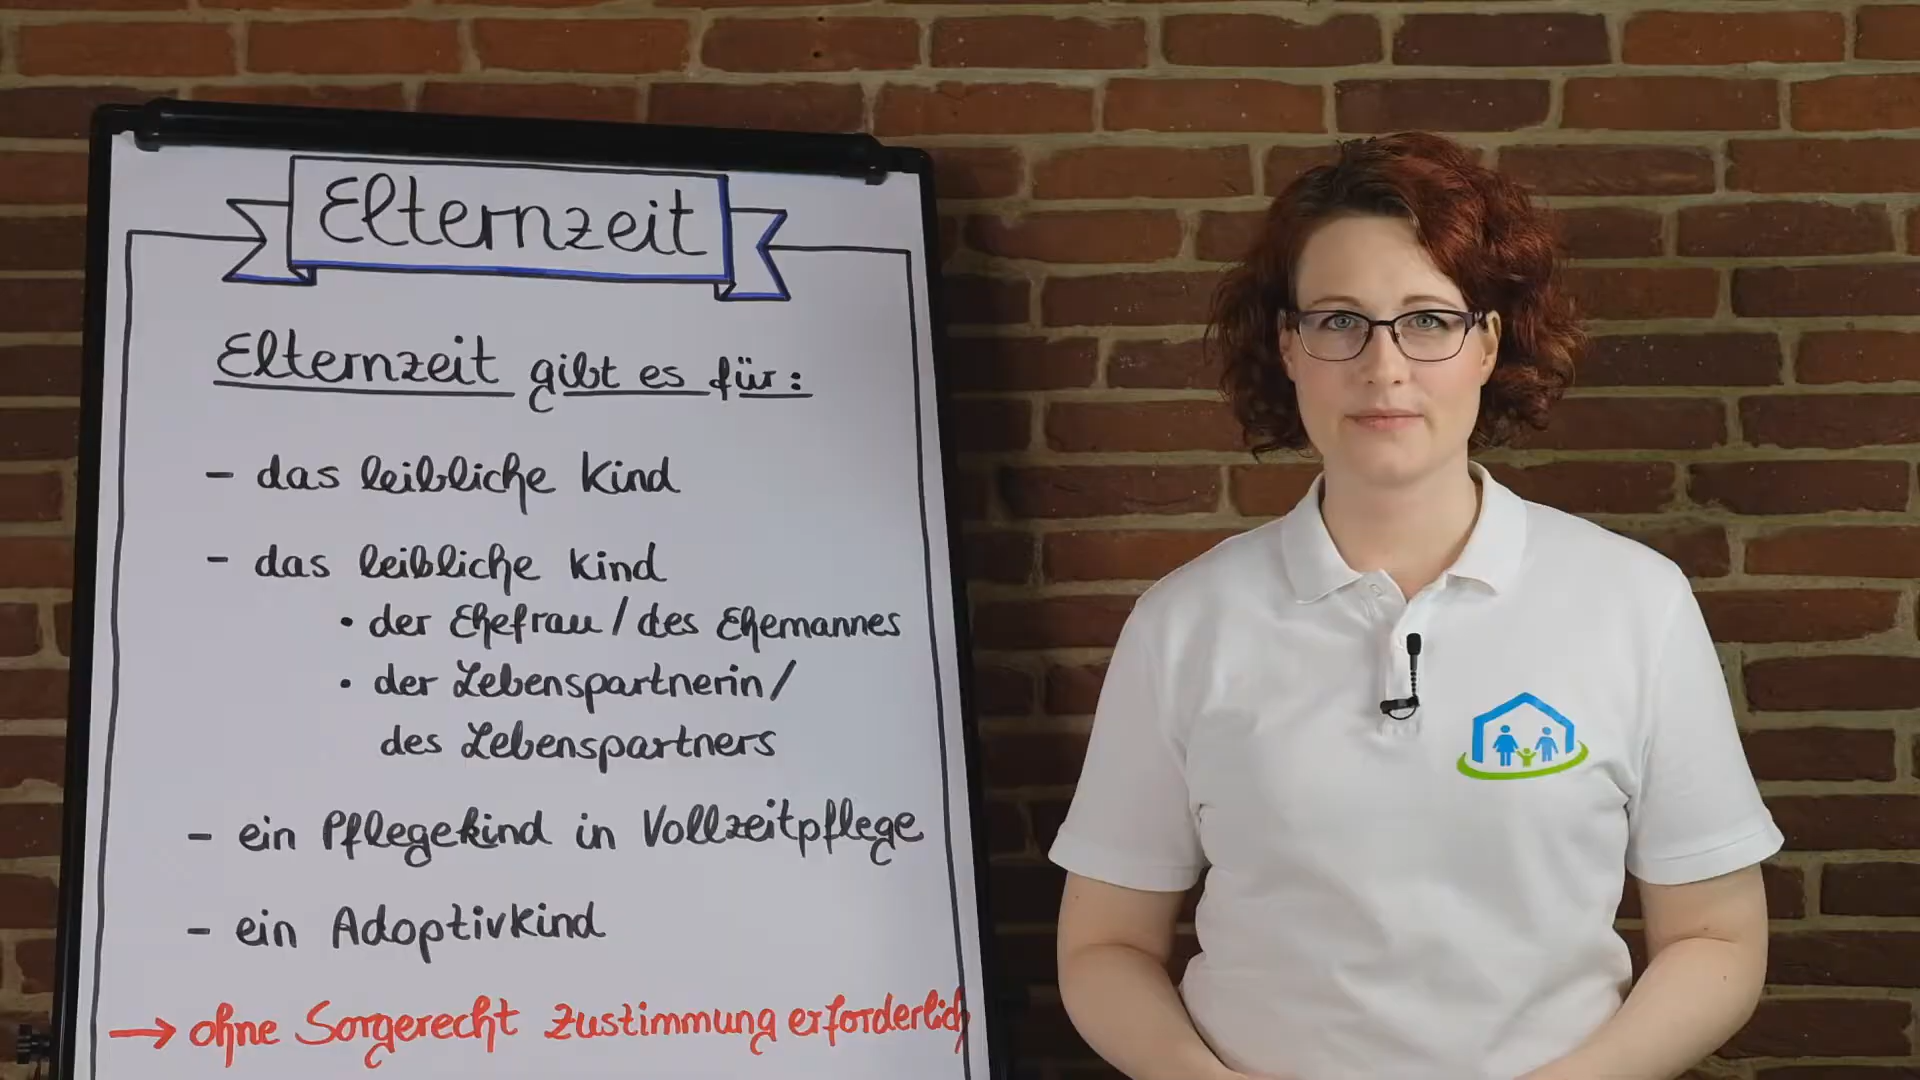 Elternzeit
Elternzeit gibt es für:
- das leibliche Kind
- das leibliche Kind
• der Ehefrau / des Ehemannes
• der Lebenspartnerin /
des Lebenspartners
- ein Pflegekind in Vollzeitpflege
- ein Adoptivkind
→ ohne Sorgerecht Zustimmung erforderlich